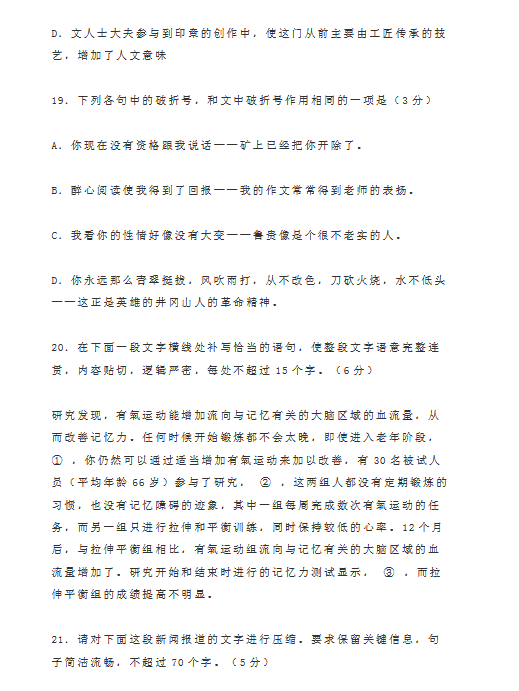 D．文人士大夫参与到印章的创作中，使这门从前主要由工匠传承的技
艺，增加了人文意味
19．下列各句中的破折号，和文中破折号作用相同的一项是（3 分）
A．你现在没有资格跟我说话一一矿上已经把你开除了。
B．醉心阅读使我得到了回报一一我的作文常常得到老师的表扬。
C．我看你的性情好像没有大变一一鲁贵像是个很不老实的人。
D．你永远那么青翠挺拔，风吹雨打，从不改色，刀砍火烧，水不低头
一一这正是英雄的井冈山人的革命精神。
20．在下面一段文字横线处补写恰当的语句，使整段文字语意完整连
贯，内容贴切，逻辑严密，每处不超过 15 个字。（6 分）
研究发现，有氧运动能增加流向与记忆有关的大脑区域的血流量，从
而改善记忆力。任何时候开始锻炼都不会太晚，即使进入老年阶段，
① ，你仍然可以通过适当增加有氧运动来加以改善，有 30 名被试人
员（平均年龄 66 岁）参与了研究， ② ，这两组人都没有定期锻炼的
习惯，也没有记忆障碍的迹象，其中一组每周完成数次有氧运动的任
务，而另一组只进行拉伸和平衡训练，同时保持较低的心率。12 个月
后，与拉伸平衡组相比，有氧运动组流向与记忆有关的大脑区域的血
流量增加了。研究开始和结束时进行的记忆力测试显示， ③ ，而拉
伸平衡组的成绩提高不明显。
21．请对下面这段新闻报道的文字进行压缩。要求保留关键信息，句
子简洁流畅，不超过 70 个字。（5 分）